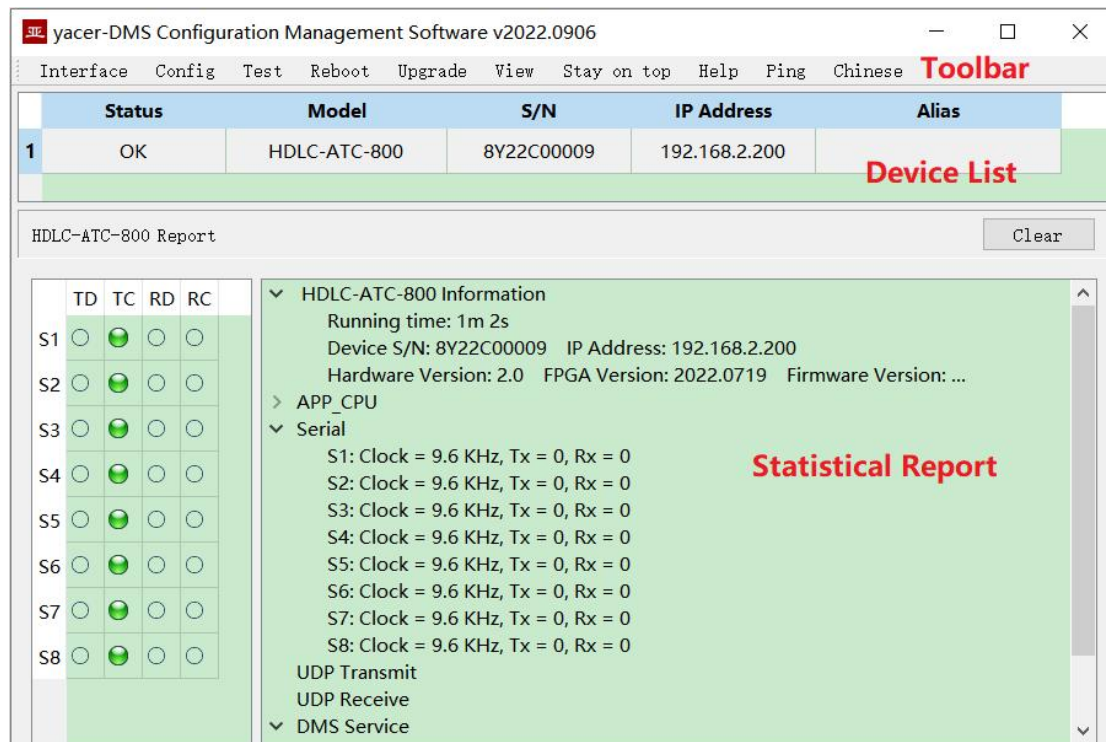 亚 yacer-DMS Configuration Management Software v2022.0906
Interface Config Test Reboot Upgrade View Stay on top Help Ping Chinese Toolbar
Status Model S/N IP Address Alias
1 OK HDLC-ATC-800 8Y22C00009 192.168.2.200
Device List
HDLC-ATC-800 Report Clear
TD TC RD RC
S1
S2
S3
S4
S5
S6
S7
S8
HDLC-ATC-800 Information
Running time: 1m 2s
Device S/N: 8Y22C00009 IP Address: 192.168.2.200
Hardware Version: 2.0 FPGA Version: 2022.0719 Firmware Version: ...
APP_CPU
Serial
S1: Clock = 9.6 KHz, Tx = 0, Rx = 0
S2: Clock = 9.6 KHz, Tx = 0, Rx = 0
S3: Clock = 9.6 KHz, Tx = 0, Rx = 0
S4: Clock = 9.6 KHz, Tx = 0, Rx = 0
S5: Clock = 9.6 KHz, Tx = 0, Rx = 0
S6: Clock = 9.6 KHz, Tx = 0, Rx = 0
S7: Clock = 9.6 KHz, Tx = 0, Rx = 0
S8: Clock = 9.6 KHz, Tx = 0, Rx = 0
Statistical Report
UDP Transmit
UDP Receive
DMS Service